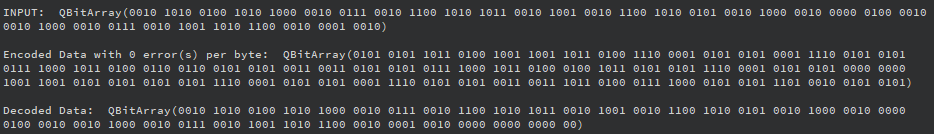 INPUT:  QBitArray(0010 1010 0100 1010 1000 0010 0111 0010 1100 1010 1011 0010 1001 0010 1100 1010 0101 0010 1000 0010 0000 0100 0010
0010 1000 0010 0111 0010 1001 1010 1100 0010 0001 0010)
Encoded Data with 0 error(s) per byte:  QBitArray(0101 0101 1011 0100 1001 1001 1011 0100 1110 0001 0101 0101 0001 1110 0101 0101
0111 1000 1011 0100 0110 0110 0101 0101 0011 0011 0101 0101 0111 1000 1011 0100 0100 1011 0101 0101 1110 0001 0101 0101 0000 0000
1001 1001 0101 0101 0101 0101 1110 0001 0101 0101 0001 1110 0101 0101 0011 0011 1011 0100 0111 1000 0101 0101 1101 0010 0101 0101)
Decoded Data:  QBitArray(0010 1010 0100 1010 1000 0010 0111 0010 1100 1010 1011 0010 1001 0010 1100 1010 0101 0010 1000 0010 0000
0100 0010 0010 1000 0010 0111 0010 1001 1010 1100 0010 0001 0010 0000 0000 0000 00)